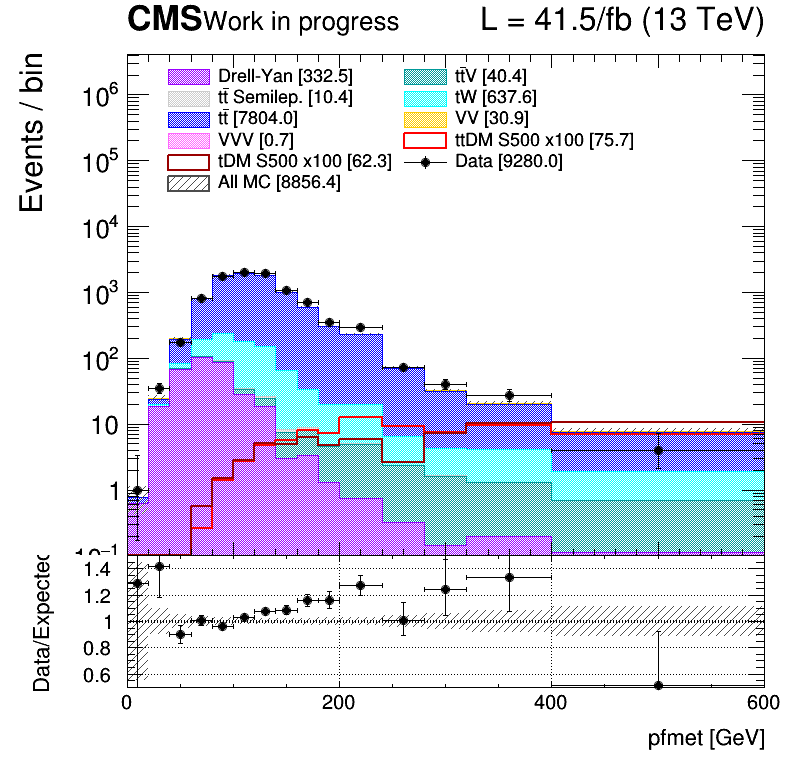 CMS Work in progress L = 41.5/fb (13 TeV)
Events / bin
Drell-Yan [332.5] tt̄V [40.4]
tt̄ Semilep. [10.4] tW [637.6]
tt̄ [7804.0] VV [30.9]
VVV [0.7] ttDM S500 x100 [75.7]
tDM S500 x100 [62.3] Data [9280.0]
All MC [8856.4]
10⁶
10⁵
10⁴
10³
10²
10
1
10⁻¹
Data/Expected
1.4
1.2
1
0.8
0.6
0 200 400 600
pfmet [GeV]